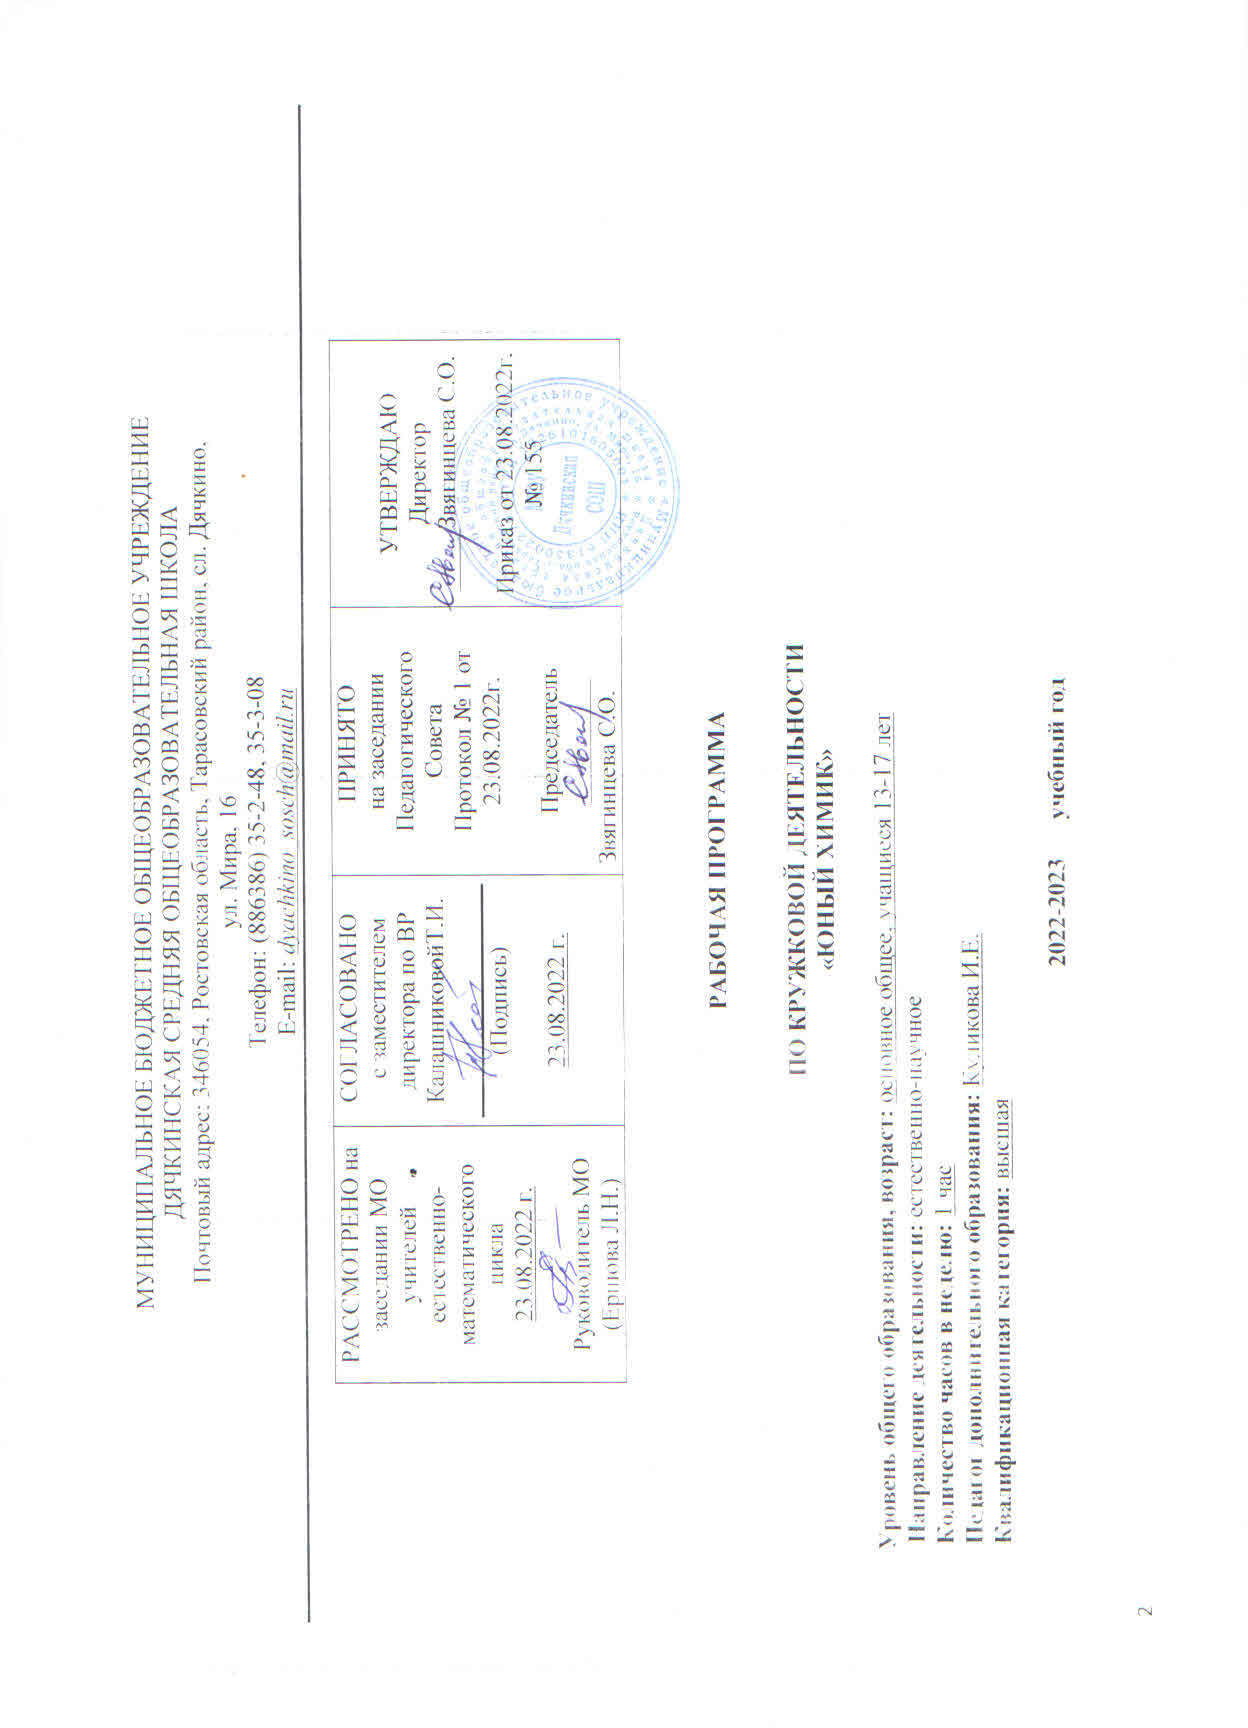 МУНИЦИПАЛЬНОЕ БЮДЖЕТНОЕ ОБЩЕОБРАЗОВАТЕЛЬНОЕ УЧРЕЖДЕНИЕ
ДЯЧКИНСКАЯ СРЕДНЯЯ ОБЩЕОБРАЗОВАТЕЛЬНАЯ ШКОЛА
Почтовый адрес: 346054, Ростовская область, Тарасовский район, сл. Дячкино,
ул. Мира, 16
Телефон: (886386) 35-2-48, 35-3-08
E-mail: dyachkino_sosch@mail.ru
РАССМОТРЕНО на
заседании МО
учителей
естественно-
математического
цикла
23.08.2022 г.
Руководитель МО
(Ершова Л.Н.)
СОГЛАСОВАНО
с заместителем
директора по ВР
КалашниковойТ.И.
(Подпись)
23.08.2022 г.
ПРИНЯТО
на заседании
Педагогического
Совета
Протокол № 1 от
23.08.2022г.
Председатель
Звягинцева С.О.
УТВЕРЖДАЮ
Директор
Звягинцева С.О.
Приказ от 23.08.2022г.
№ 155
Дячкинская
СОШ
РАБОЧАЯ ПРОГРАММА
ПО КРУЖКОВОЙ ДЕЯТЕЛЬНОСТИ
«ЮНЫЙ ХИМИК»
Уровень общего образования, возраст: основное общее, учащиеся 13-17 лет
Направление деятельности: естественно-научное
Количество часов в неделю: 1 час
Педагог дополнительного образования: Куликова И.Е.
Квалификационная категория: высшая
2022-2023 учебный год
2